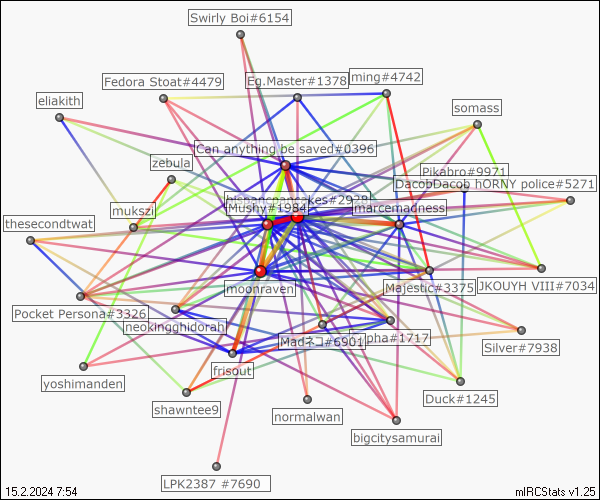 Swirly Boi#6154
Fedora Stoat#4479
Eg.Master#1378
ming#4742
eliakith
somass
Can anything be saved#0396
zebula
Pikabro#9971
DacobDacob hORNY police#5271
hispanicpancakes#2928
mukszi
Mushy#1984
marcemadness
thesecondtwat
moonraven
Majestic#3375
JKOUYH VIII#7034
Pocket Persona#3326
neokingghidorah
Madネコ#6901
pha#1717
Silver#7938
frisout
yoshimanden
shawntee9
normalwan
Duck#1245
bigcitysamurai
LPK2387 #7690
15.2.2024 7:54
mIRCStats v1.25